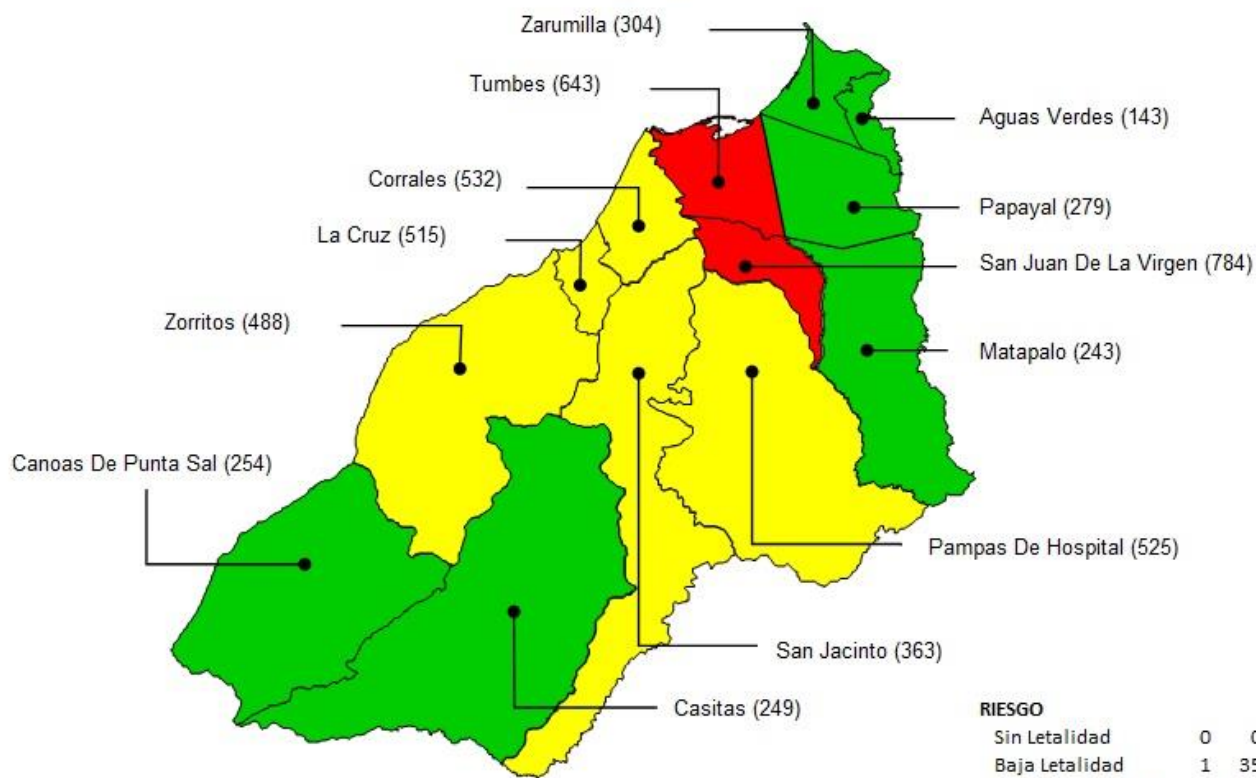 Zarumilla (304)
Tumbes (643)
Aguas Verdes (143)
Corrales (532)
Papayal (279)
La Cruz (515)
San Juan De La Virgen (784)
Zorritos (488)
Matapalo (243)
Canoas De Punta Sal (254)
Pampas De Hospital (525)
San Jacinto (363)
Casitas (249)
RIESGO
Sin Letalidad 0
Baja Letalidad 1